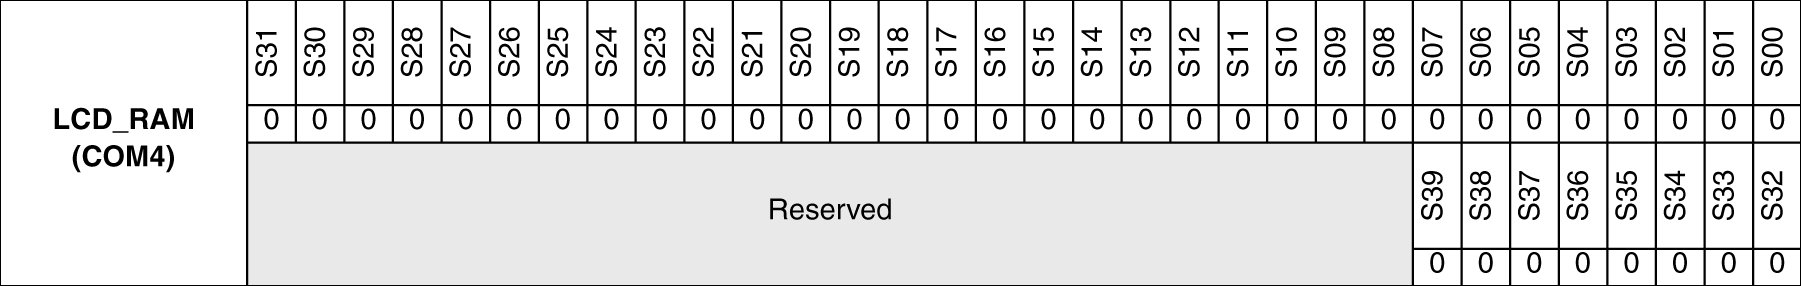 LCD_RAM
(COM4)
S31 S30 S29 S28 S27 S26 S25 S24 S23 S22 S21 S20 S19 S18 S17 S16 S15 S14 S13 S12 S11 S10 S09 S08 S07 S06 S05 S04 S03 S02 S01 S00
0 0 0 0 0 0 0 0 0 0 0 0 0 0 0 0 0 0 0 0 0 0 0 0 0 0 0 0 0 0 0 0
Reserved S39 S38 S37 S36 S35 S34 S33 S32
0 0 0 0 0 0 0 0